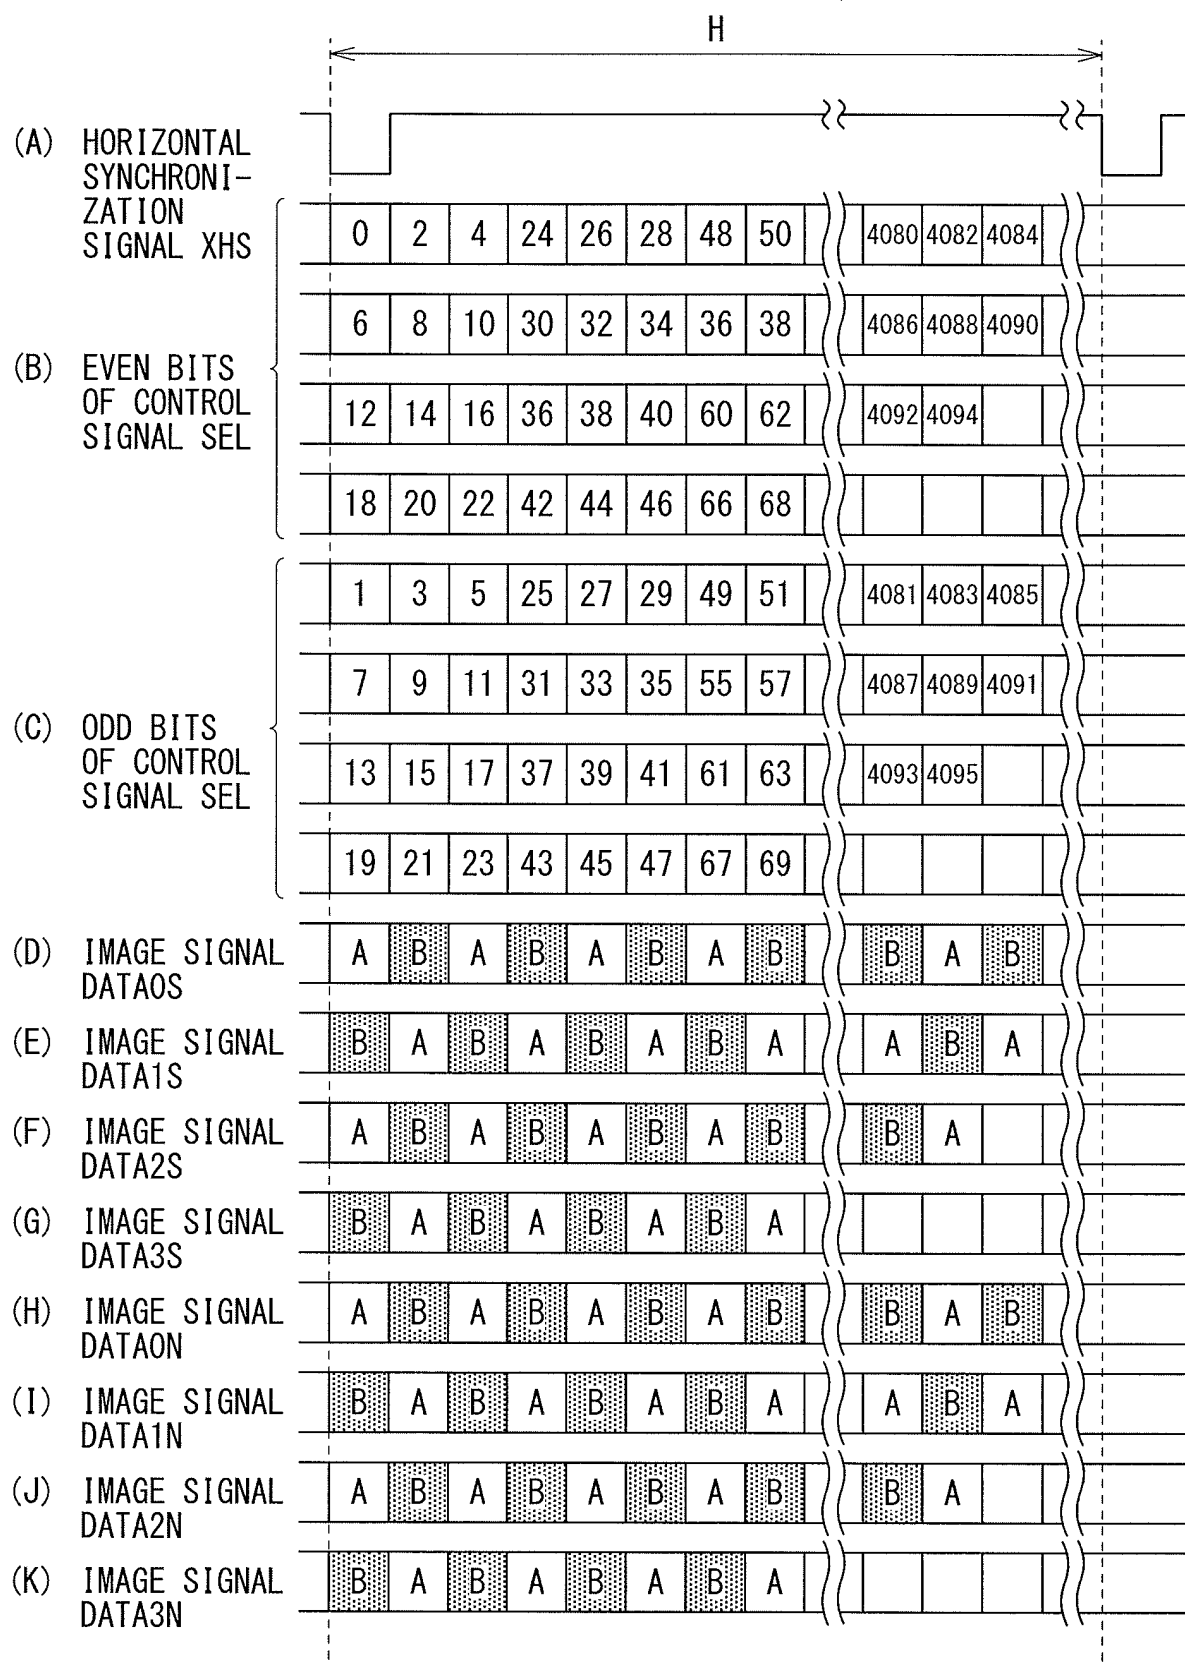 H
(A) HORIZONTAL
SYNCHRONI-
ZATION
SIGNAL XHS
0 2 4 24 26 28 48 50 4080 4082 4084
6 8 10 30 32 34 36 38 4086 4088 4090
(B) EVEN BITS
OF CONTROL
SIGNAL SEL
12 14 16 36 38 40 60 62 4092 4094
18 20 22 42 44 46 66 68
1 3 5 25 27 29 49 51 4081 4083 4085
7 9 11 31 33 35 55 57 4087 4089 4091
(C) ODD BITS
OF CONTROL
SIGNAL SEL
13 15 17 37 39 41 61 63 4093 4095
19 21 23 43 45 47 67 69
(D) IMAGE SIGNAL
DATA0S
A B A B A B A B B A B
(E) IMAGE SIGNAL
DATA1S
B A B A B A B A A B A
(F) IMAGE SIGNAL
DATA2S
A B A B A B A B B A
(G) IMAGE SIGNAL
DATA3S
B A B A B A B A
(H) IMAGE SIGNAL
DATA0N
A B A B A B A B B A B
(I) IMAGE SIGNAL
DATA1N
B A B A B A B A A B A
(J) IMAGE SIGNAL
DATA2N
A B A B A B A B B A
(K) IMAGE SIGNAL
DATA3N
B A B A B A B A